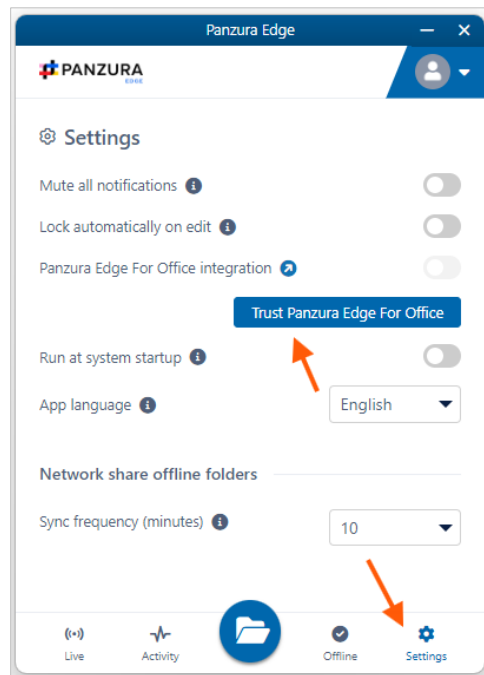 Panzura Edge
PANZURA
EDGE
Settings
Mute all notifications
Lock automatically on edit
Panzura Edge For Office integration
Trust Panzura Edge For Office
Run at system startup
App language
English
Network share offline folders
Sync frequency (minutes)
10
Live
Activity
Offline
Settings